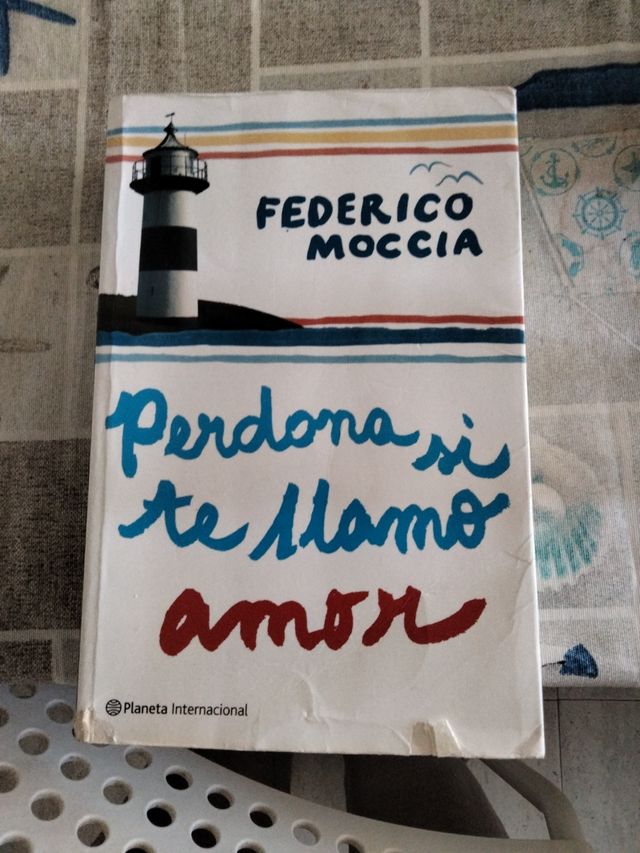 FEDERICO
MOCCIA
Perdona si
te llamo
amor
Planeta Internacional